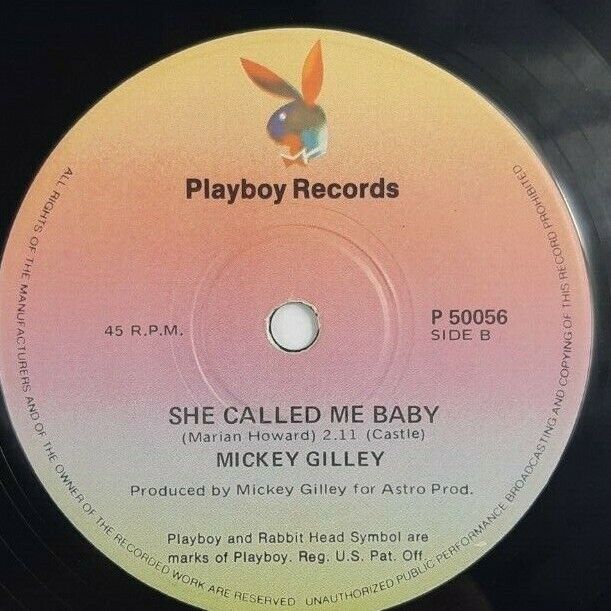 Playboy Records
45 R.P.M.
P 50056
SIDE B
SHE CALLED ME BABY
(Marian Howard) 2.11 (Castle)
MICKEY GILLEY
Produced by Mickey Gilley for Astro Prod.
Playboy and Rabbit Head Symbol are
marks of Playboy. Reg. U.S. Pat. Off
ALL RIGHTS OF THE MANUFACTURERS AND OF THE OWNER OF THE RECORDED WORK ARE RESERVED UNAUTHORIZED PUBLIC PERFORMANCE BROADCASTING AND COPYING OF THIS RECORD PROHIBITED